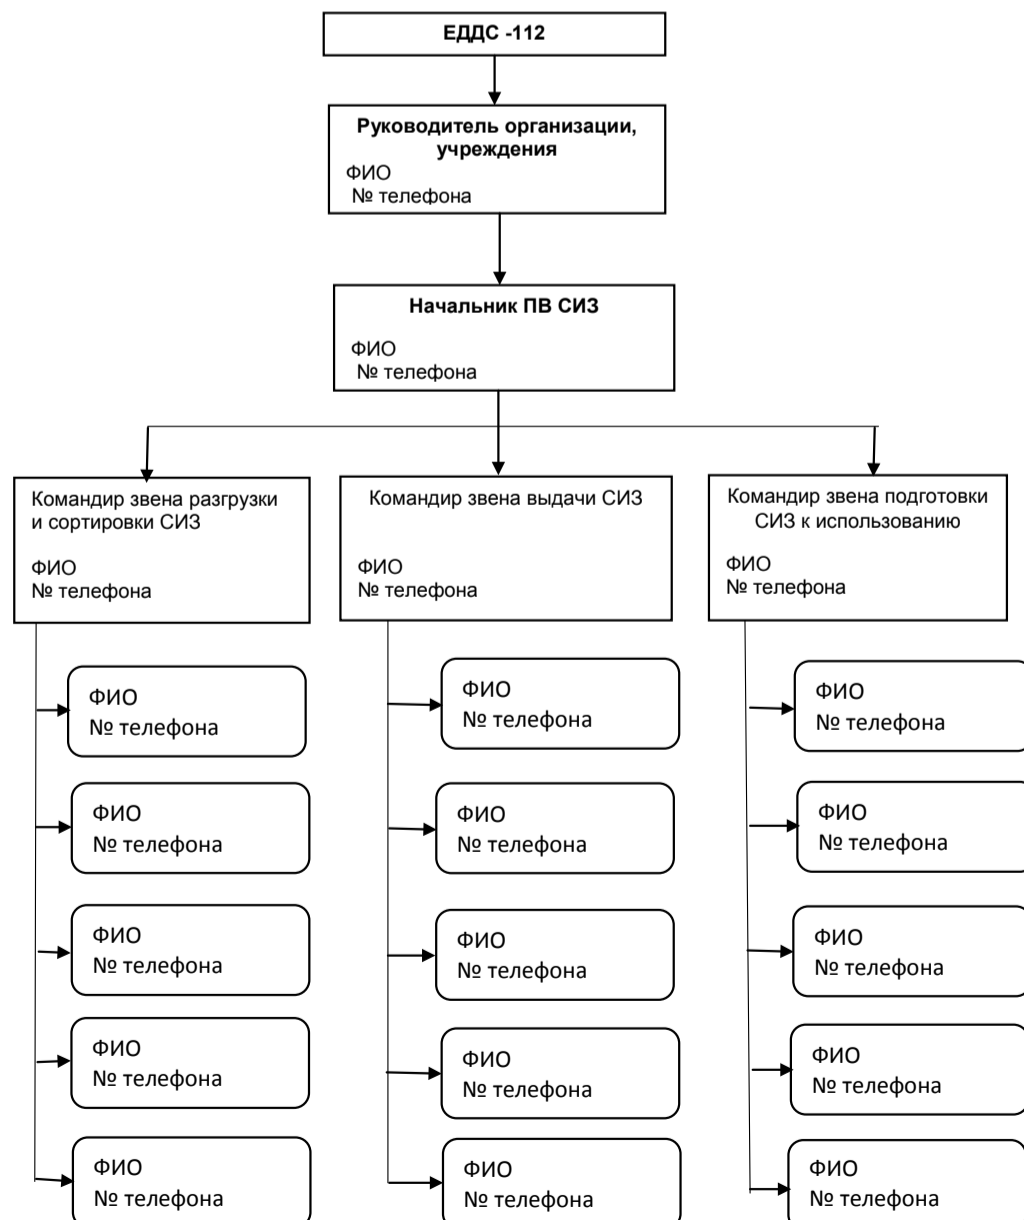 ЕДДС -112
Руководитель организации,
учреждения
ФИО
№ телефона
Начальник ПВ СИЗ
ФИО
№ телефона
Командир звена разгрузки
и сортировки СИЗ
ФИО
№ телефона
Командир звена выдачи СИЗ
ФИО
№ телефона
Командир звена подготовки
СИЗ к использованию
ФИО
№ телефона
ФИО
№ телефона
ФИО
№ телефона
ФИО
№ телефона
ФИО
№ телефона
ФИО
№ телефона
ФИО
№ телефона
ФИО
№ телефона
ФИО
№ телефона
ФИО
№ телефона
ФИО
№ телефона
ФИО
№ телефона
ФИО
№ телефона
ФИО
№ телефона
ФИО
№ телефона
ФИО
№ телефона